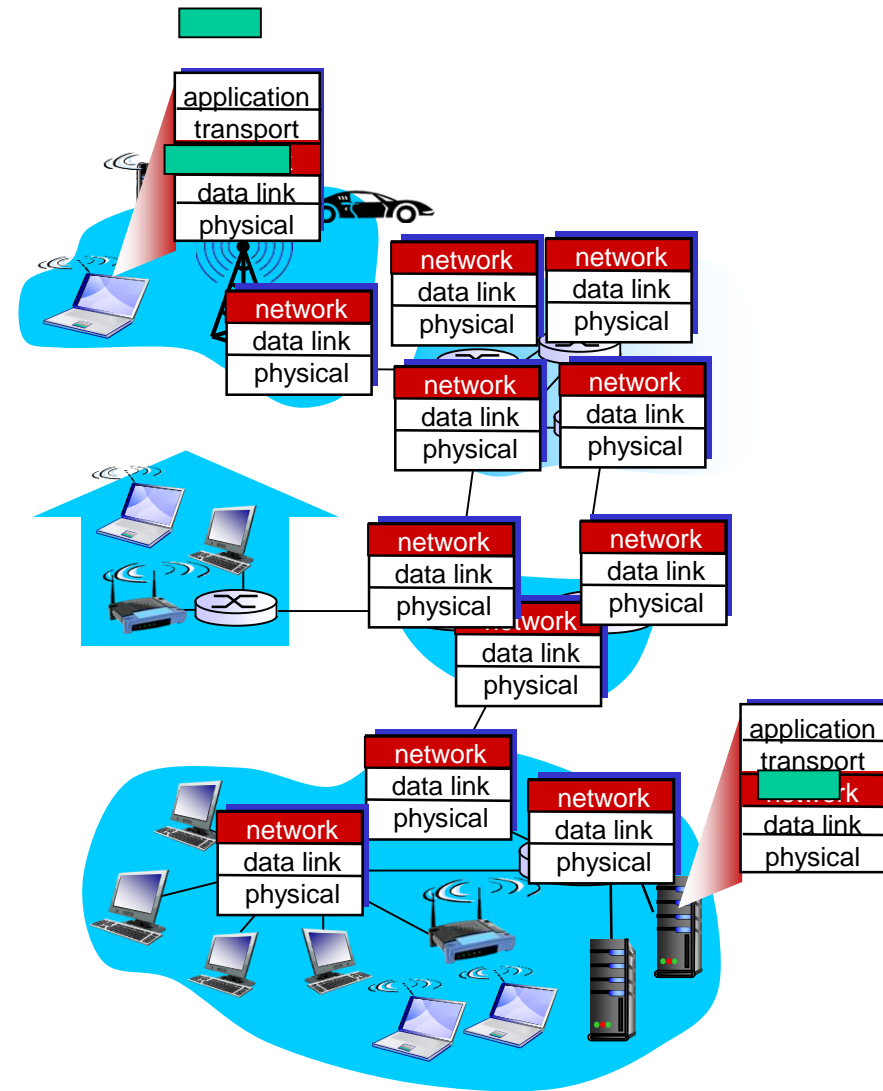 application
transport
data link
physical
network
data link
physical
network
data link
physical
network
data link
physical
network
data link
physical
network
data link
physical
network
data link
physical
network
data link
physical
network
data link
physical
network
data link
physical
network
data link
physical
network
data link
physical
application
transport
network
data link
physical